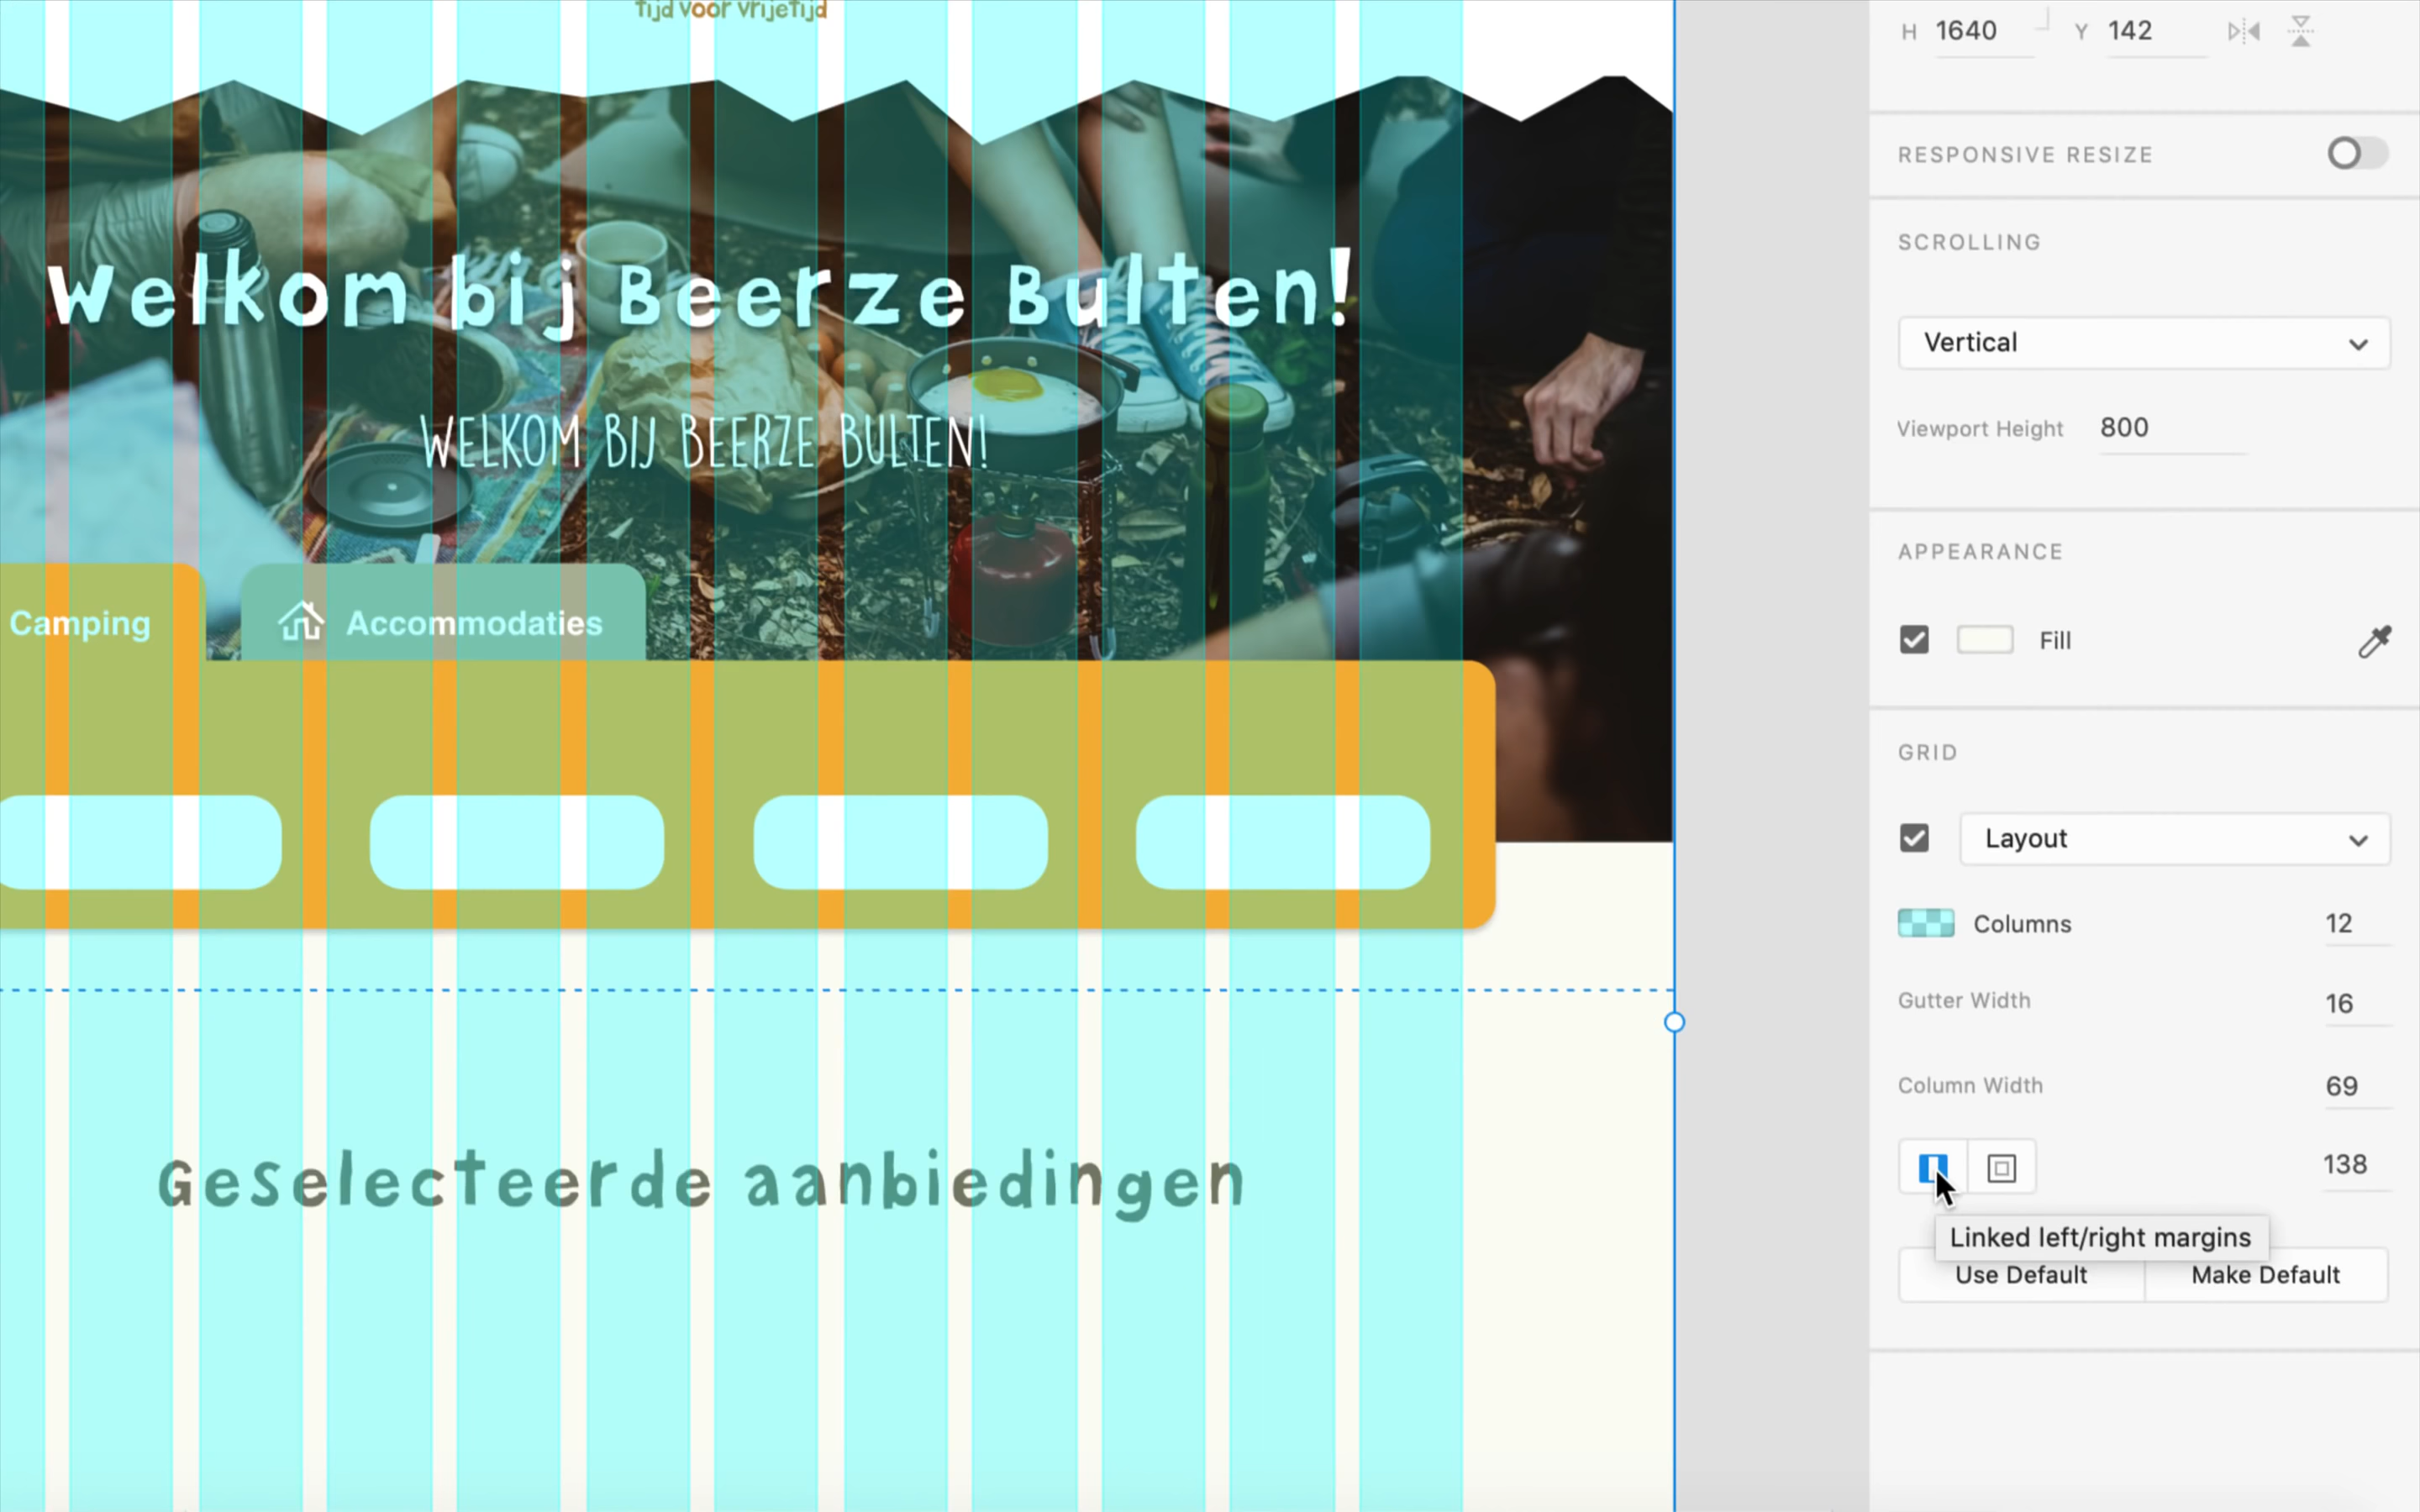 Tijd voor vrijetijd
Welkom bij Beerze Bulten!
WELKOM BIJ BEERZE BULTEN!
Camping
Accommodaties
Geselecteerde aanbiedingen
H 1640 Y 142
RESPONSIVE RESIZE
SCROLLING
Vertical
Viewport Height 800
APPEARANCE
Fill
GRID
Layout
Columns 12
Gutter Width 16
Column Width 69
138
Linked left/right margins
Use Default Make Default